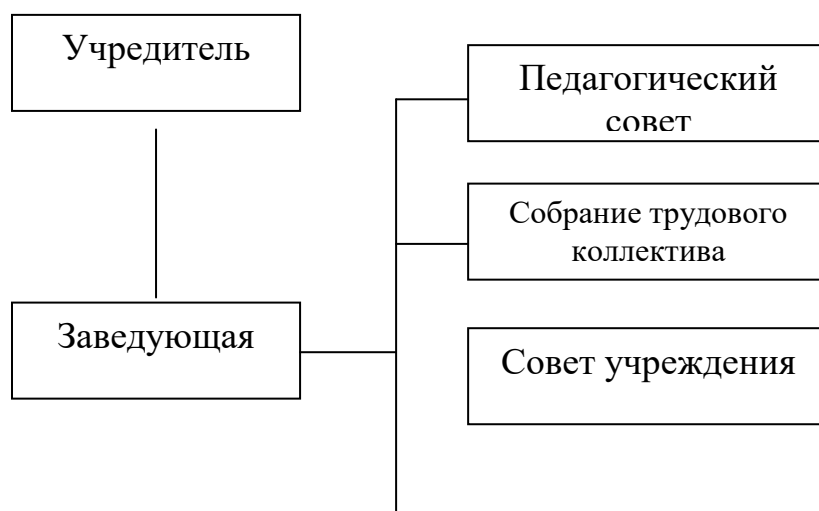 Учредитель
Педагогический
совет
Собрание трудового
коллектива
Заведующая
Совет учреждения